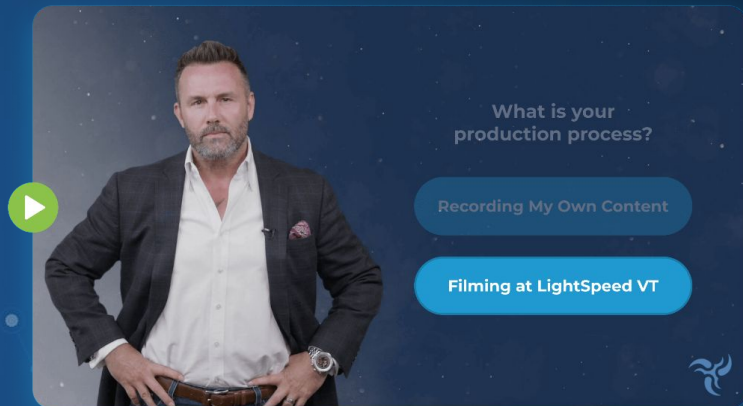 What is your
production process?
Recording My Own Content
Filming at LightSpeed VT